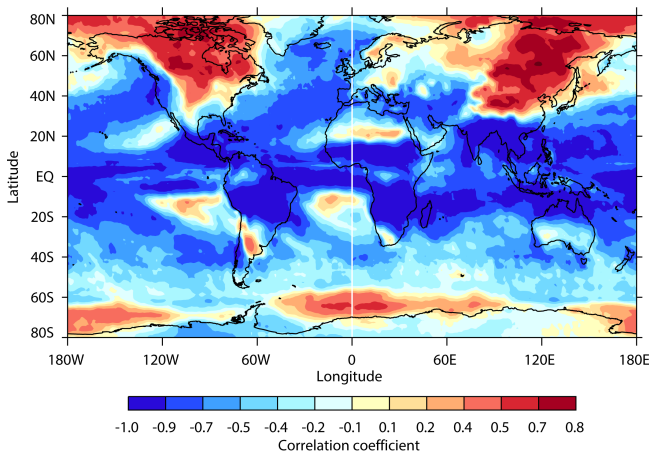 80N
60N
40N
20N
EQ
20S
40S
60S
80S
Latitude
180W 120W 60W 0 60E 120E 180E
Longitude
-1.0 -0.9 -0.7 -0.5 -0.4 -0.2 -0.1 0.1 0.2 0.4 0.5 0.7 0.8
Correlation coefficient